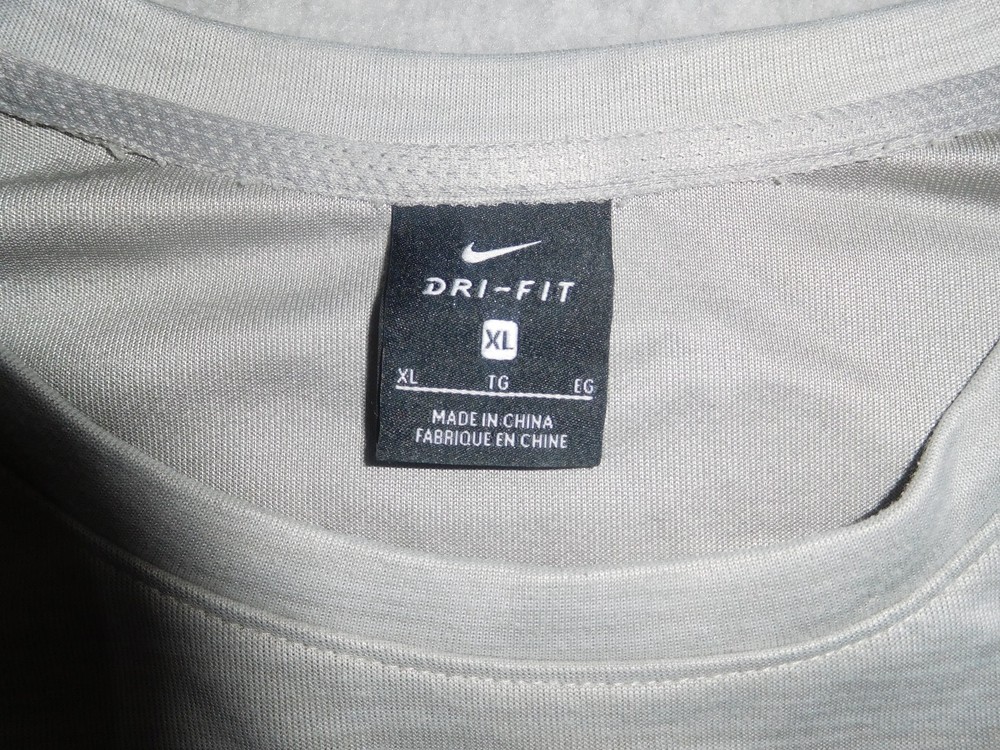 DRI-FIT
XL
XL TG EG
MADE IN CHINA
FABRIQUE EN CHINE